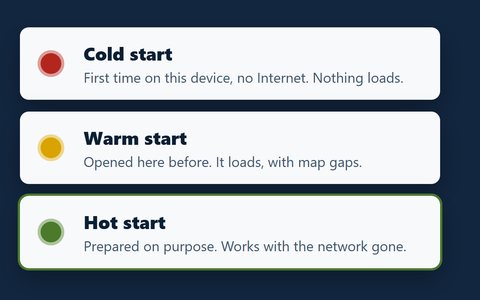 Cold start
First time on this device, no Internet. Nothing loads.
Warm start
Opened here before. It loads, with map gaps.
Hot start
Prepared on purpose. Works with the network gone.